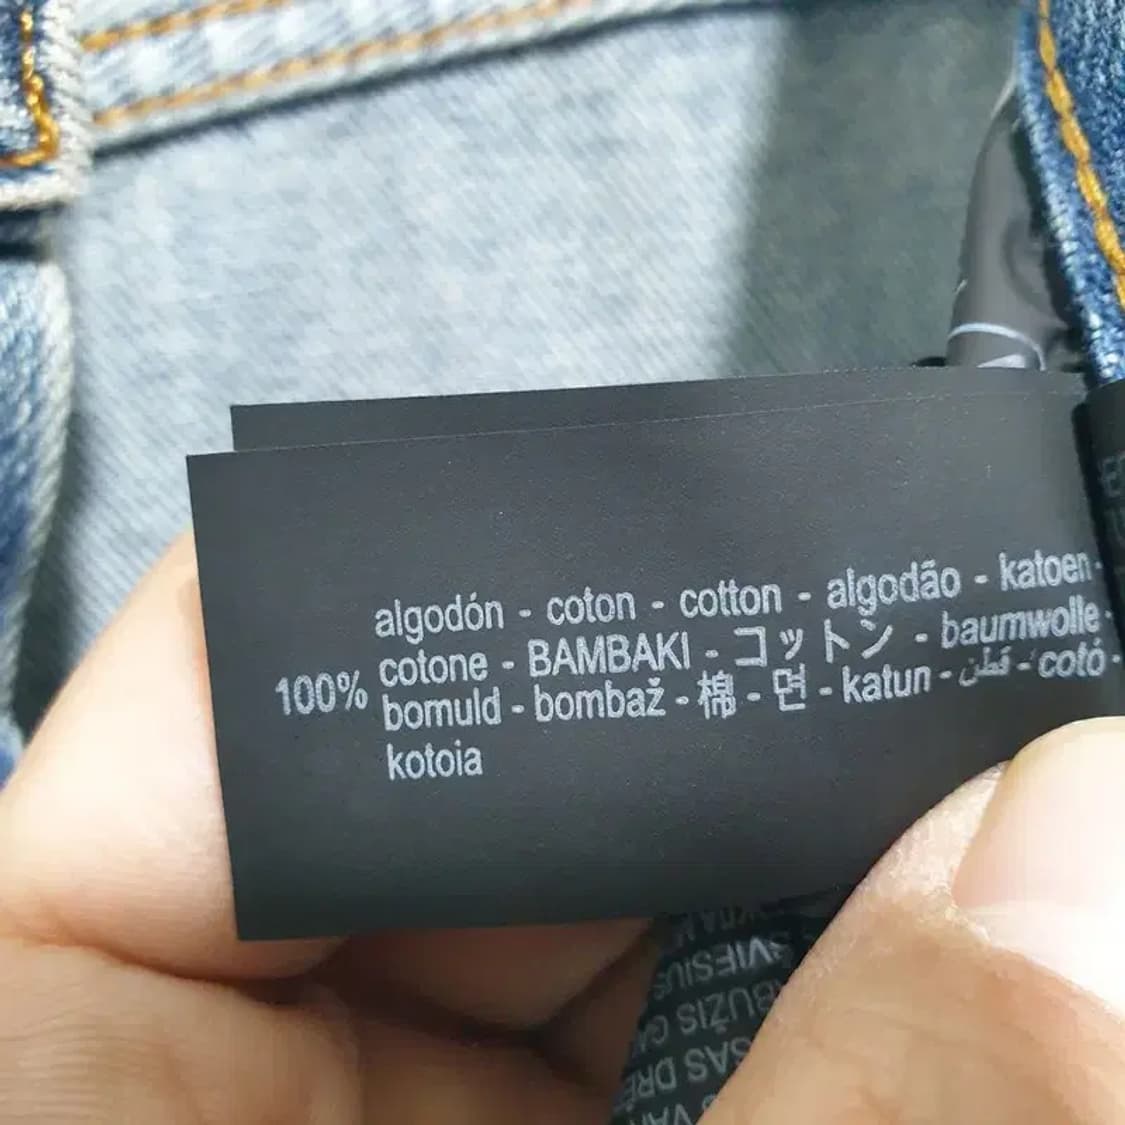 algodón - coton - cotton - algodão - katoen -
cotone - BAMBAKI - コットン - baumwolle -
100%
bomuld - bombaž - 棉 - 면 - katun - قطن - cotó -
kotoia
VIESIUS